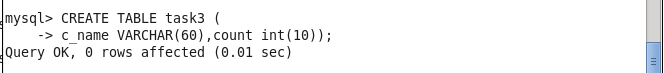 mysql> CREATE TABLE task3 (
-> c_name VARCHAR(60),count int(10));
Query OK, 0 rows affected (0.01 sec)